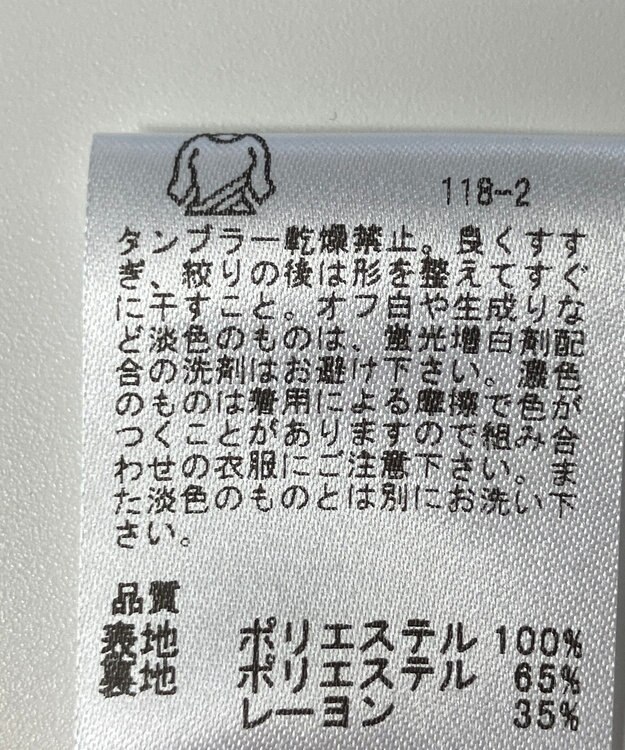 118-2
タンブラー乾燥禁止。良くすす
ぎ、絞りの後は形を整えてすぐ
に干すこと。オフ白や生成りな
ど淡色のものは、蛍光増白剤配
合の洗剤はお避け下さい。濃色
のものは着用により摩擦で色が
つくことがありますので組み合
わせの衣服にご注意下さい。ま
た淡色のものとは別にお洗い下
さい。
品質
表地 ポリエステル 100%
裏地 ポリエステル 65%
レーヨン 35%